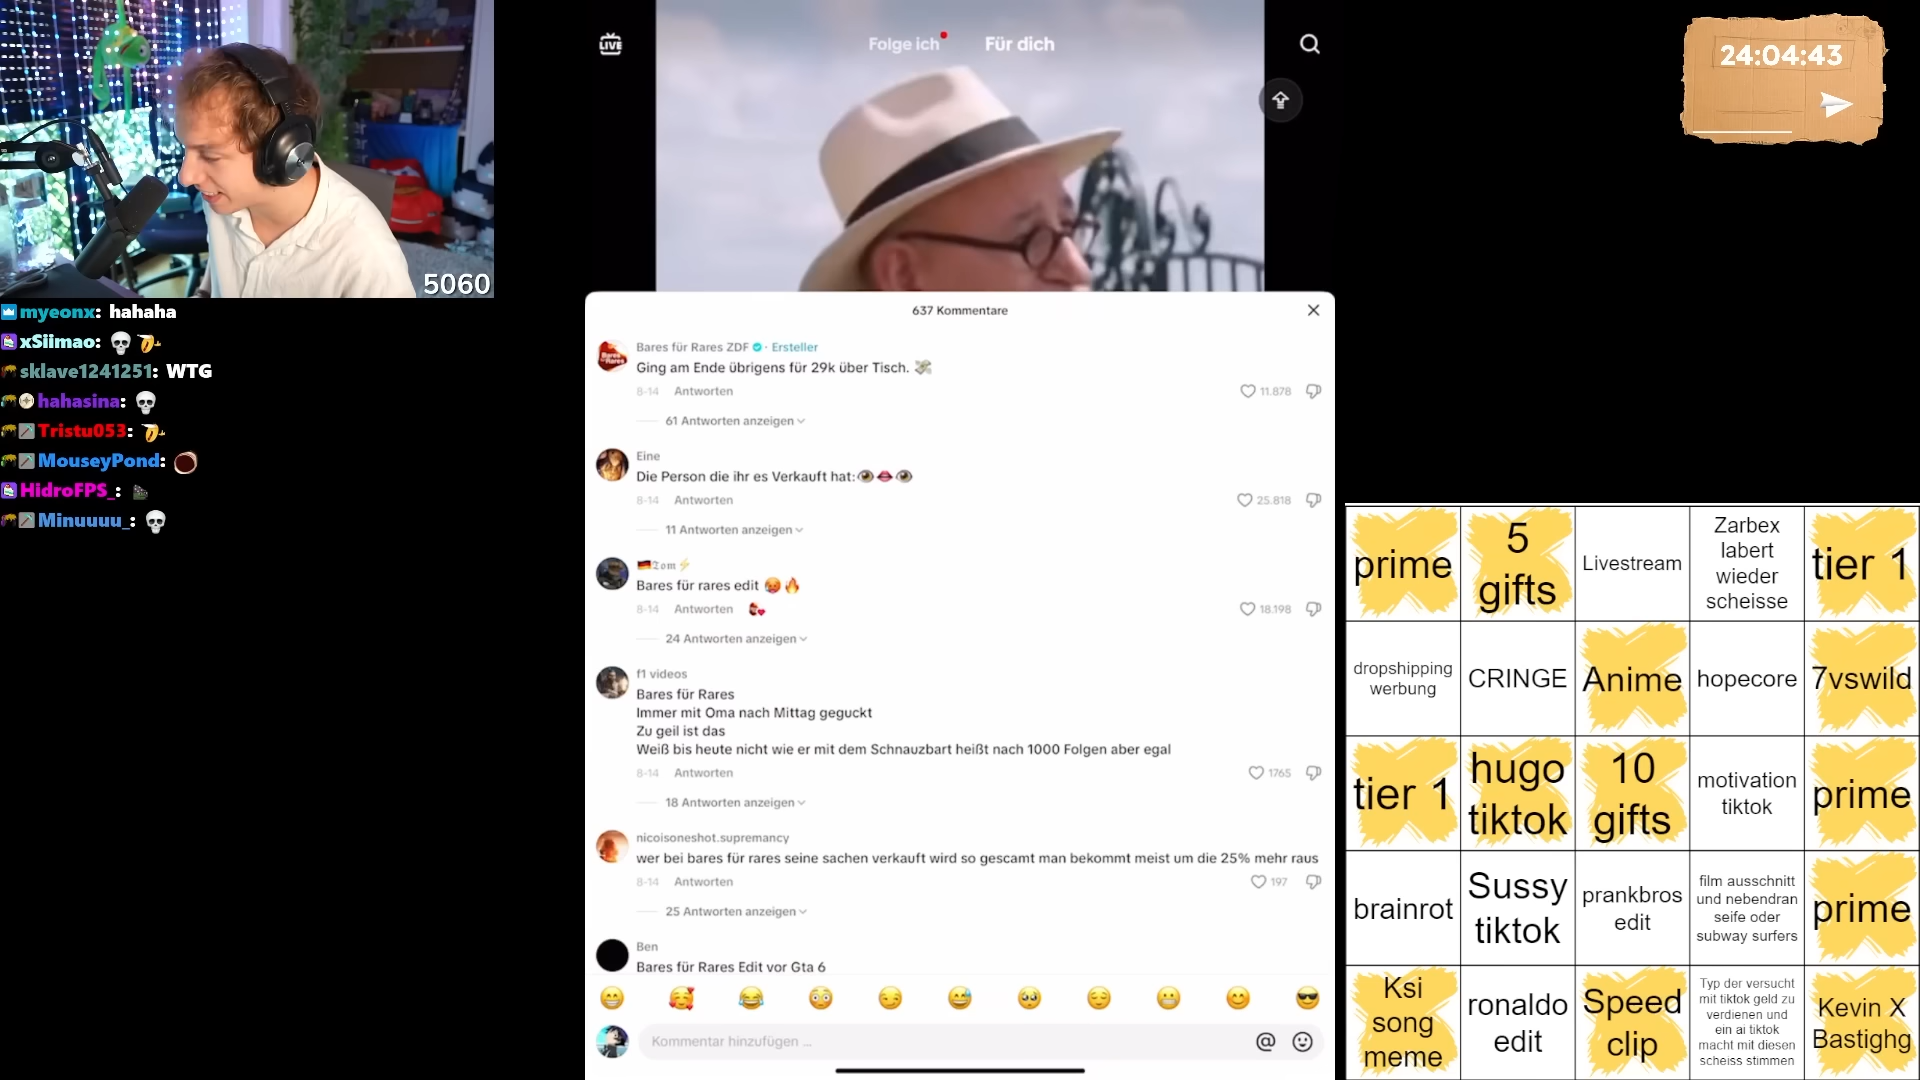 5060
myeonx: hahaha
xSiimao:
sklave1241251: WTG
hahasina:
Tristu053:
MouseyPond:
HidroFPS_:
Minuuuu_:
LIVE
Folge ich
Für dich
637 Kommentare
Bares für Rares ZDF · Ersteller
Ging am Ende übrigens für 29k über Tisch. 💸
8-14 Antworten 11.878
61 Antworten anzeigen
Eine
Die Person die ihr es Verkauft hat:👁️👄👁️
8-14 Antworten 25.818
11 Antworten anzeigen
🇩🇪𝔗𝔬𝔪⚡
Bares für rares edit 🥵🔥
8-14 Antworten 18.198
24 Antworten anzeigen
f1 videos
Bares für Rares
Immer mit Oma nach Mittag geguckt
Zu geil ist das
Weiß bis heute nicht wie er mit dem Schnauzbart heißt nach 1000 Folgen aber egal
8-14 Antworten 1765
18 Antworten anzeigen
nicoisoneshot.supremancy
wer bei bares für rares seine sachen verkauft wird so gescamt man bekommt meist um die 25% mehr raus
8-14 Antworten 197
25 Antworten anzeigen
Ben
Bares für Rares Edit vor Gta 6
Kommentar hinzufügen ...
@
24:04:43
prime
5
gifts
Livestream
Zarbex
labert
wieder
scheisse
tier 1
dropshipping
werbung
CRINGE
Anime
hopecore
7vswild
tier 1
hugo
tiktok
10
gifts
motivation
tiktok
prime
brainrot
Sussy
tiktok
prankbros
edit
film ausschnitt
und nebendran
seife oder
subway surfers
prime
Ksi
song
meme
ronaldo
edit
Speed
clip
Typ der versucht
mit tiktok geld zu
verdienen und
ein ai tiktok
macht mit diesen
scheiss stimmen
Kevin X
Bastighg